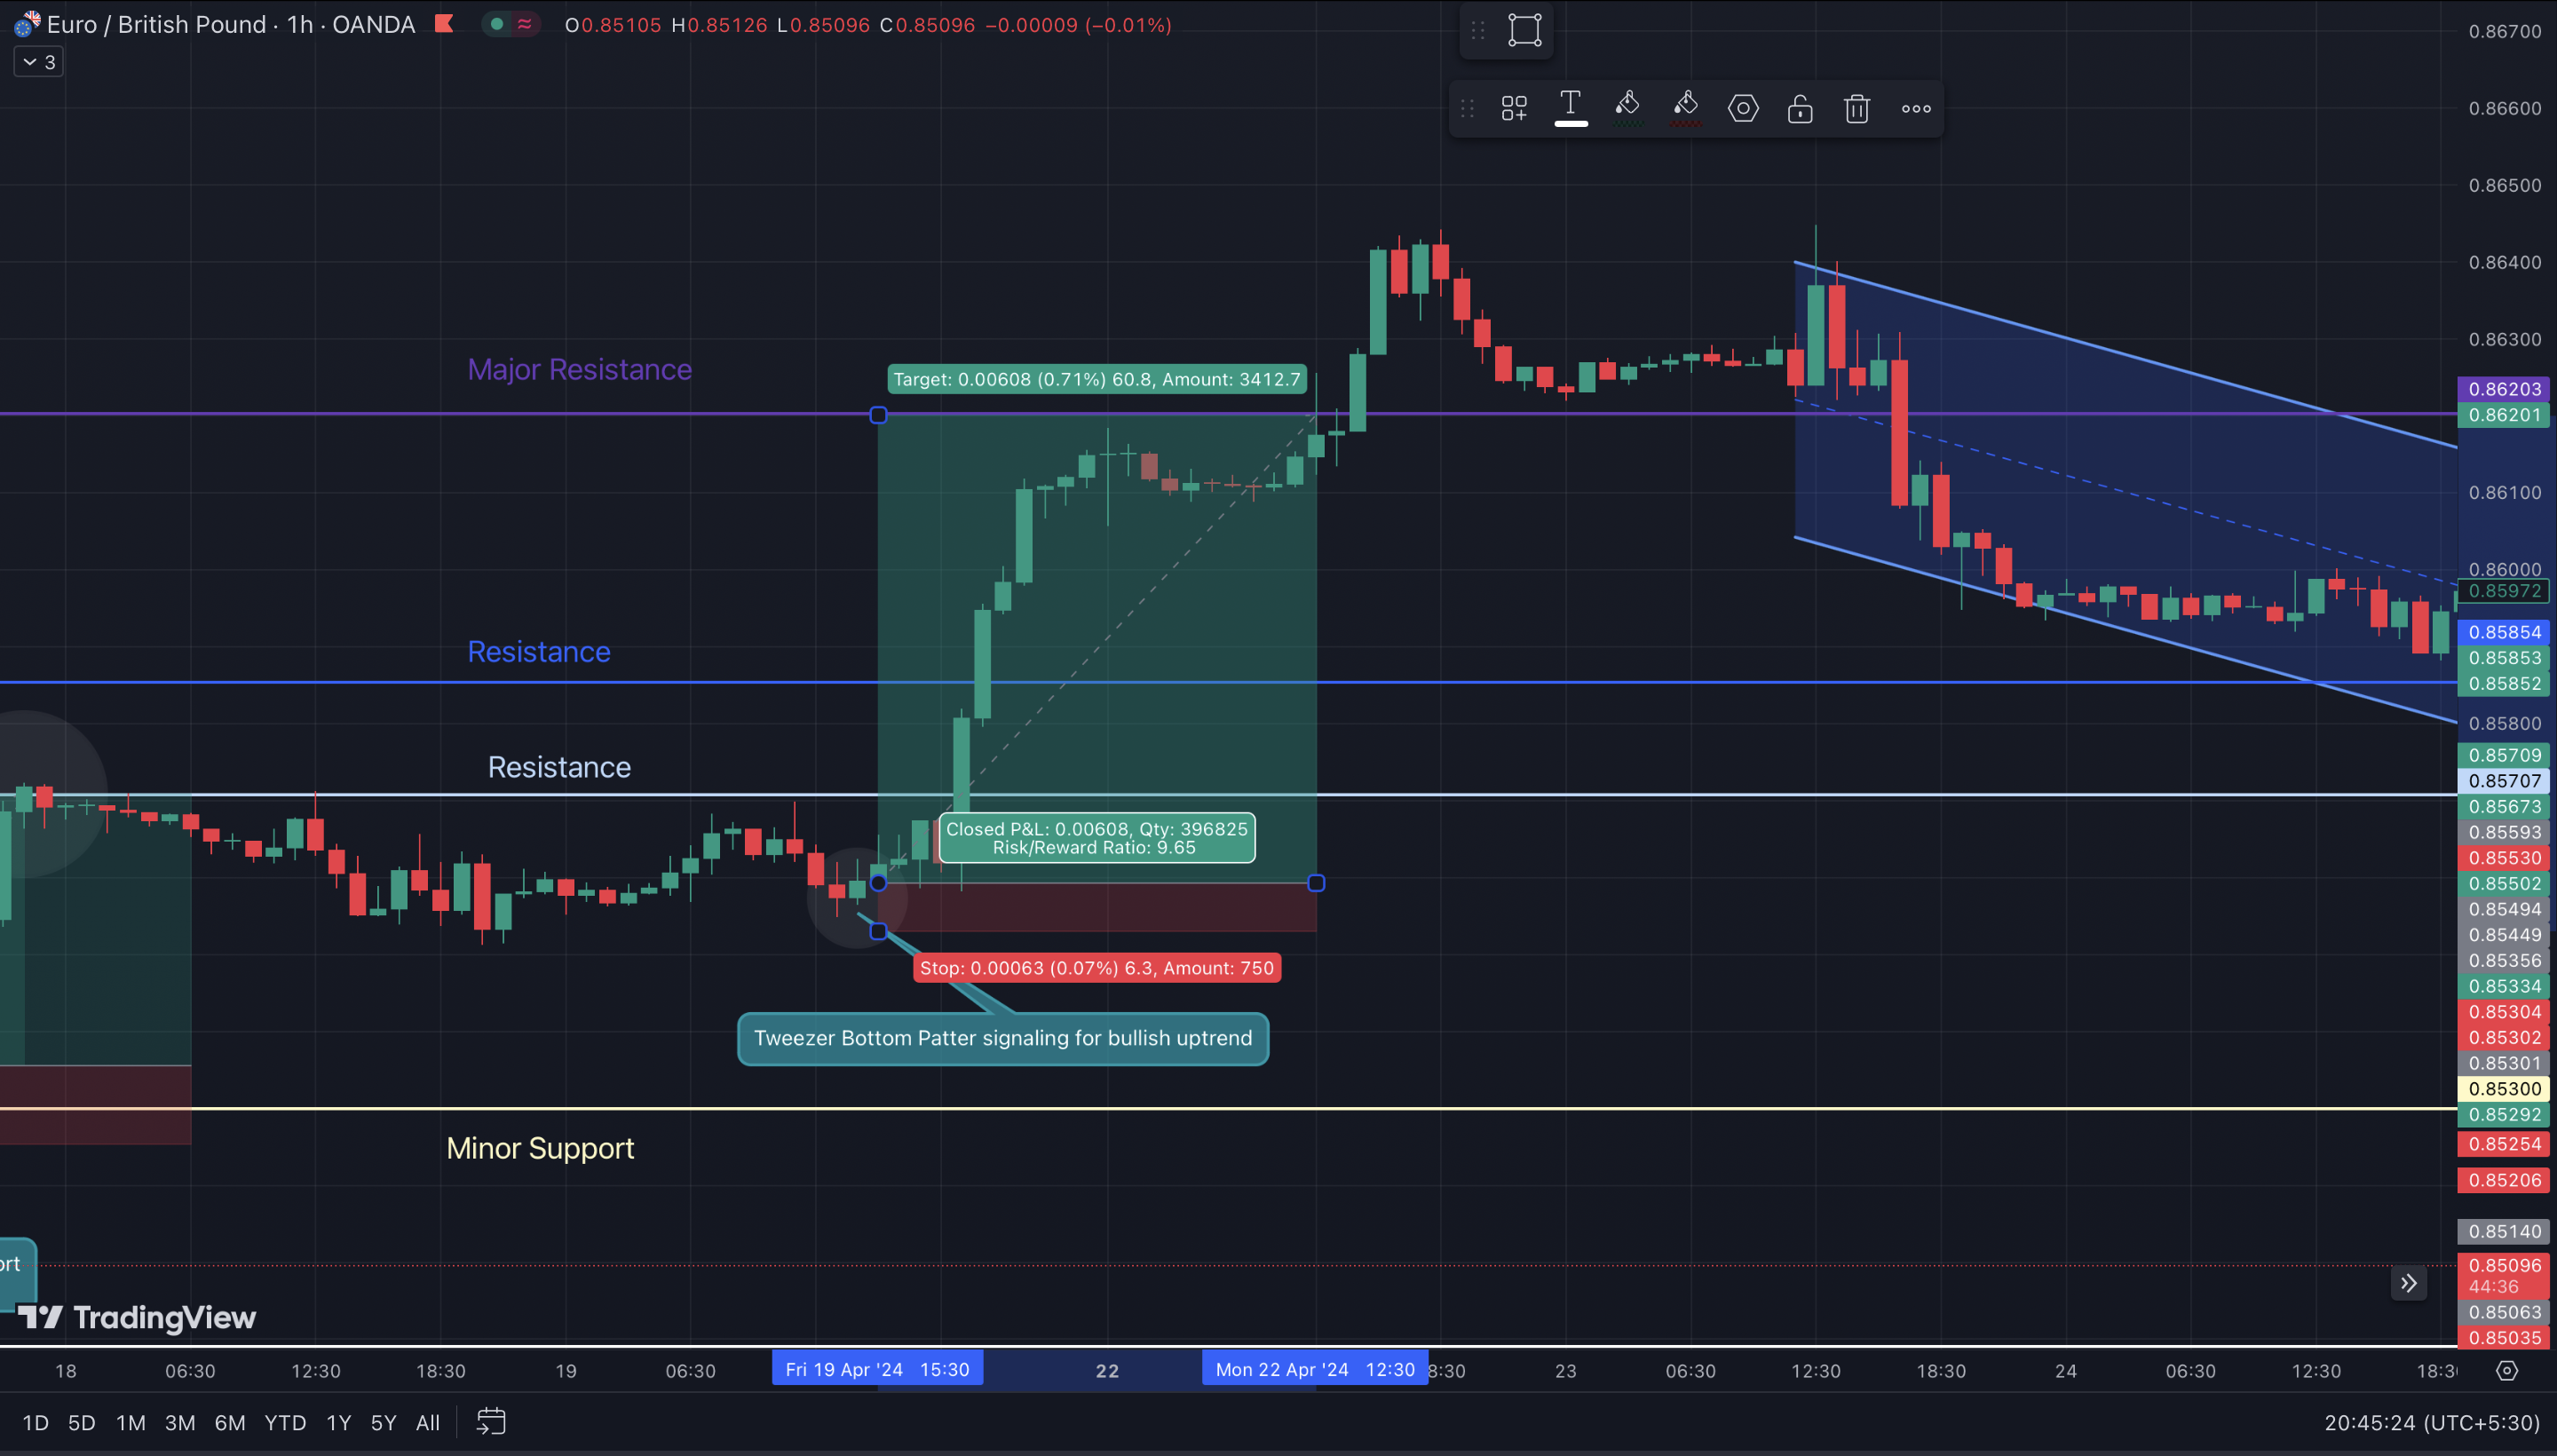 Euro / British Pound · 1h · OANDA
O0.85105 H0.85126 L0.85096 C0.85096 −0.00009 (−0.01%)
3
0.86700
0.86600
0.86500
0.86400
0.86300
Major Resistance
Target: 0.00608 (0.71%) 60.8, Amount: 3412.7
0.86203
0.86201
0.86100
0.86000
0.85972
0.85854
Resistance
0.85853
0.85852
0.85800
0.85709
Resistance
0.85707
0.85673
Closed P&L: 0.00608, Qty: 396825
Risk/Reward Ratio: 9.65
0.85593
0.85530
0.85502
0.85494
0.85449
0.85356
Stop: 0.00063 (0.07%) 6.3, Amount: 750
0.85334
0.85304
0.85302
Tweezer Bottom Patter signaling for bullish uptrend
0.85301
0.85300
0.85292
0.85254
Minor Support
0.85206
0.85140
ort
0.85096
44:36
0.85063
0.85035
TradingView
18 06:30 12:30 18:30 19 06:30 Fri 19 Apr '24 15:30 22 Mon 22 Apr '24 12:30 8:30 23 06:30 12:30 18:30 24 06:30 12:30 18:3
1D 5D 1M 3M 6M YTD 1Y 5Y All
20:45:24 (UTC+5:30)